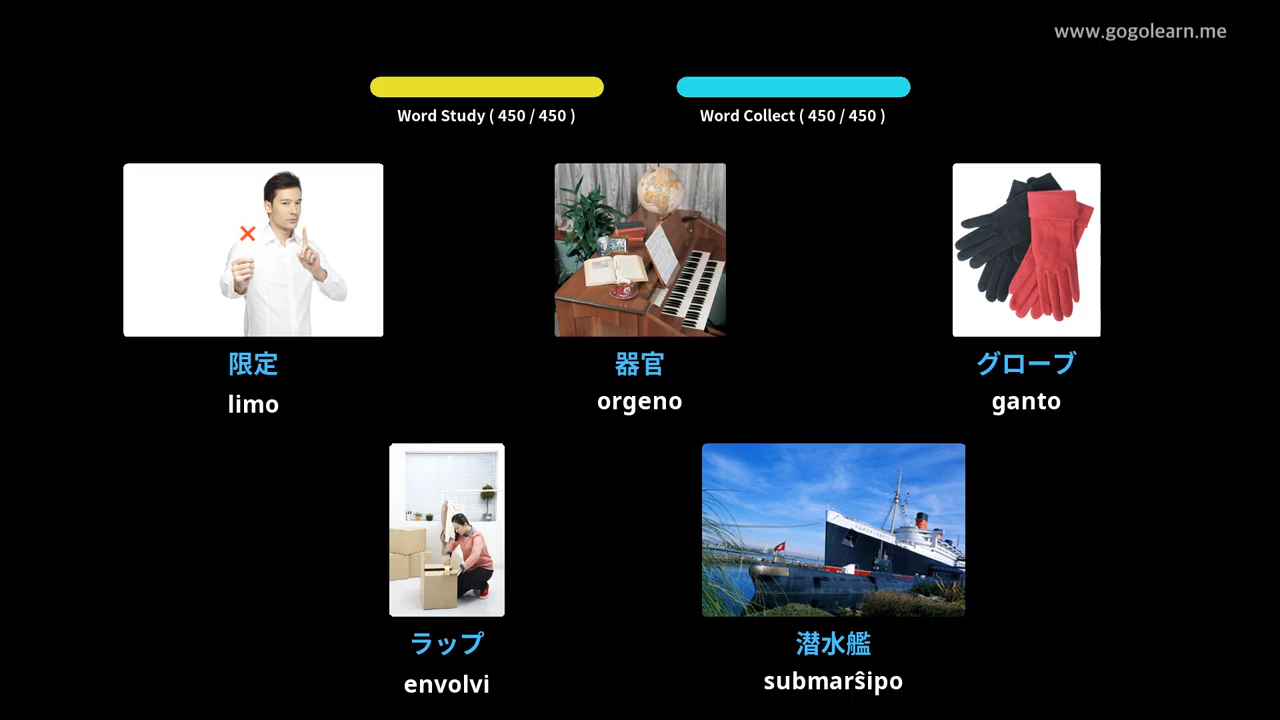 www.gogolearn.me
Word Study ( 450 / 450 )
Word Collect ( 450 / 450 )
限定
limo
器官
orgeno
グローブ
ganto
ラップ
envolvi
潜水艦
submarŝipo